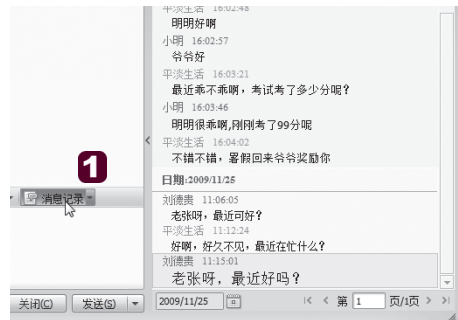 平淡生活 16:02:48
明明好啊
小明 16:02:57
爷爷好
平淡生活 16:03:21
最近乖不乖啊，考试考了多少分呢？
小明 16:03:46
明明很乖啊,刚刚考了99分呢
平淡生活 16:04:02
不错不错，暑假回来爷爷奖励你
日期:2009/11/25
刘德贵 11:06:05
老张呀，最近可好？
平淡生活 11:12:24
好啊，好久不见，最近在忙什么？
刘德贵 11:15:01
老张呀，最近好吗？
1
消息记录
关闭(C) 发送(S)
2009/11/25 第 1 页/1页